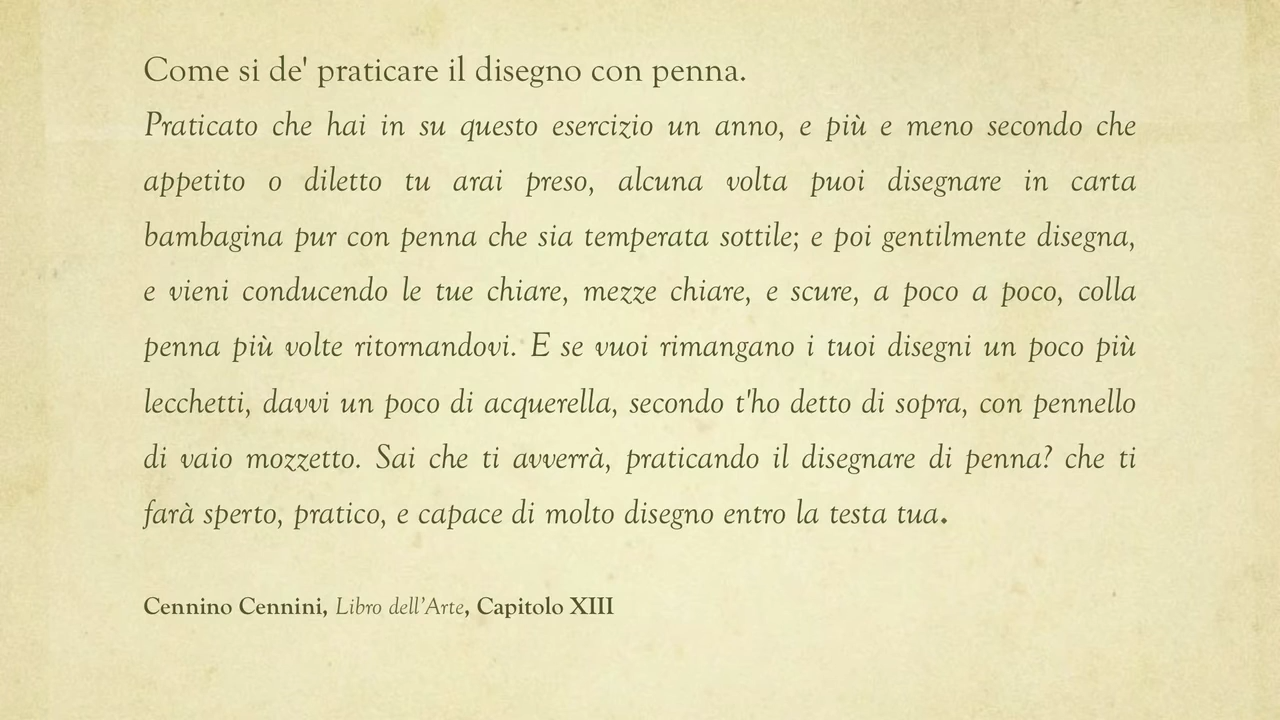 Come si de' praticare il disegno con penna.
Praticato che hai in su questo esercizio un anno, e più e meno secondo che
appetito o diletto tu arai preso, alcuna volta puoi disegnare in carta
bambagina pur con penna che sia temperata sottile; e poi gentilmente disegna,
e vieni conducendo le tue chiare, mezze chiare, e scure, a poco a poco, colla
penna più volte ritornandovi. E se vuoi rimangano i tuoi disegni un poco più
lecchetti, davvi un poco di acquerella, secondo t'ho detto di sopra, con pennello
di vaio mozzetto. Sai che ti avverrà, praticando il disegnare di penna? che ti
farà sperto, pratico, e capace di molto disegno entro la testa tua.
Cennino Cennini, Libro dell’Arte, Capitolo XIII